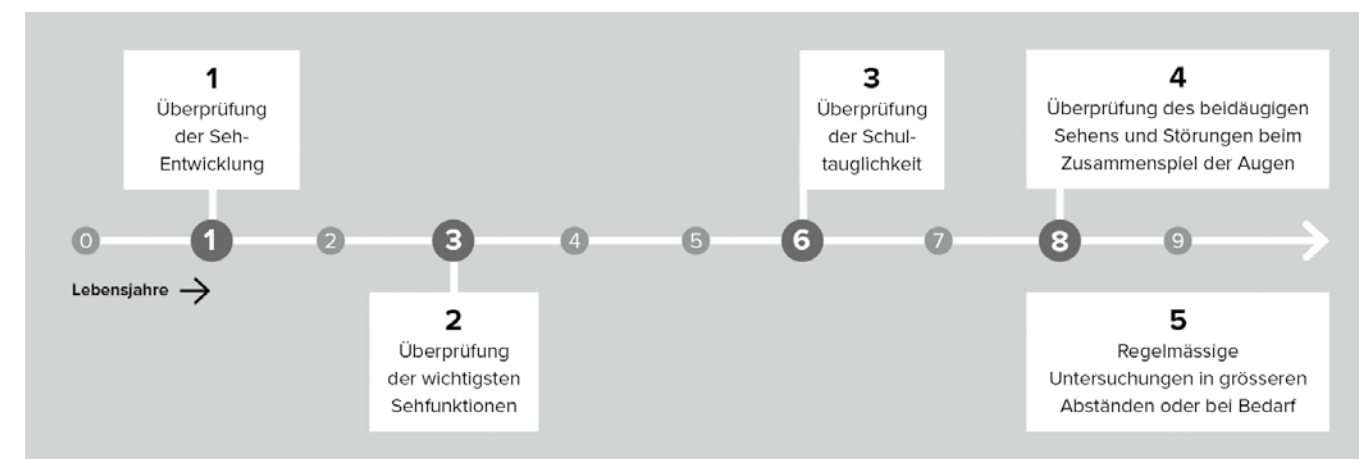 1
Überprüfung
der Seh-
Entwicklung
3
Überprüfung
der Schul-
tauglichkeit
4
Überprüfung des beidäugigen
Sehens und Störungen beim
Zusammenspiel der Augen
0 1 2 3 4 5 6 7 8 9
Lebensjahre
2
Überprüfung
der wichtigsten
Sehfunktionen
5
Regelmässige
Untersuchungen in grösseren
Abständen oder bei Bedarf